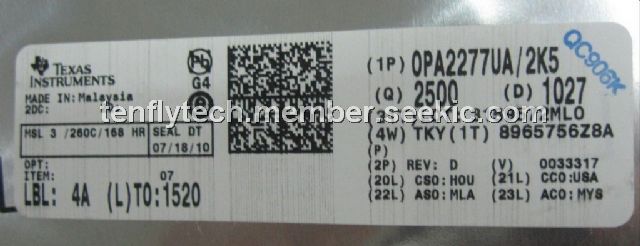 TEXAS
INSTRUMENTS
MADE IN: Malaysia
2DC:
MSL 3 /260C/168 HR
SEAL DT
07/18/10
OPT:
ITEM: 07
LBL: 4A (L)TO:1520
Pb
G4
(1P) OPA2277UA/2K5
(Q) 2500 (D) 1027
(4W) TKY(1T) 8965756Z8A
(P)
(2P) REV: D (V) 0033317
(20L) CSO:HOU (21L) CCO:USA
(22L) ASO:MLA (23L) ACO:MYS
QC906K
tenflytech.member.seekic.com